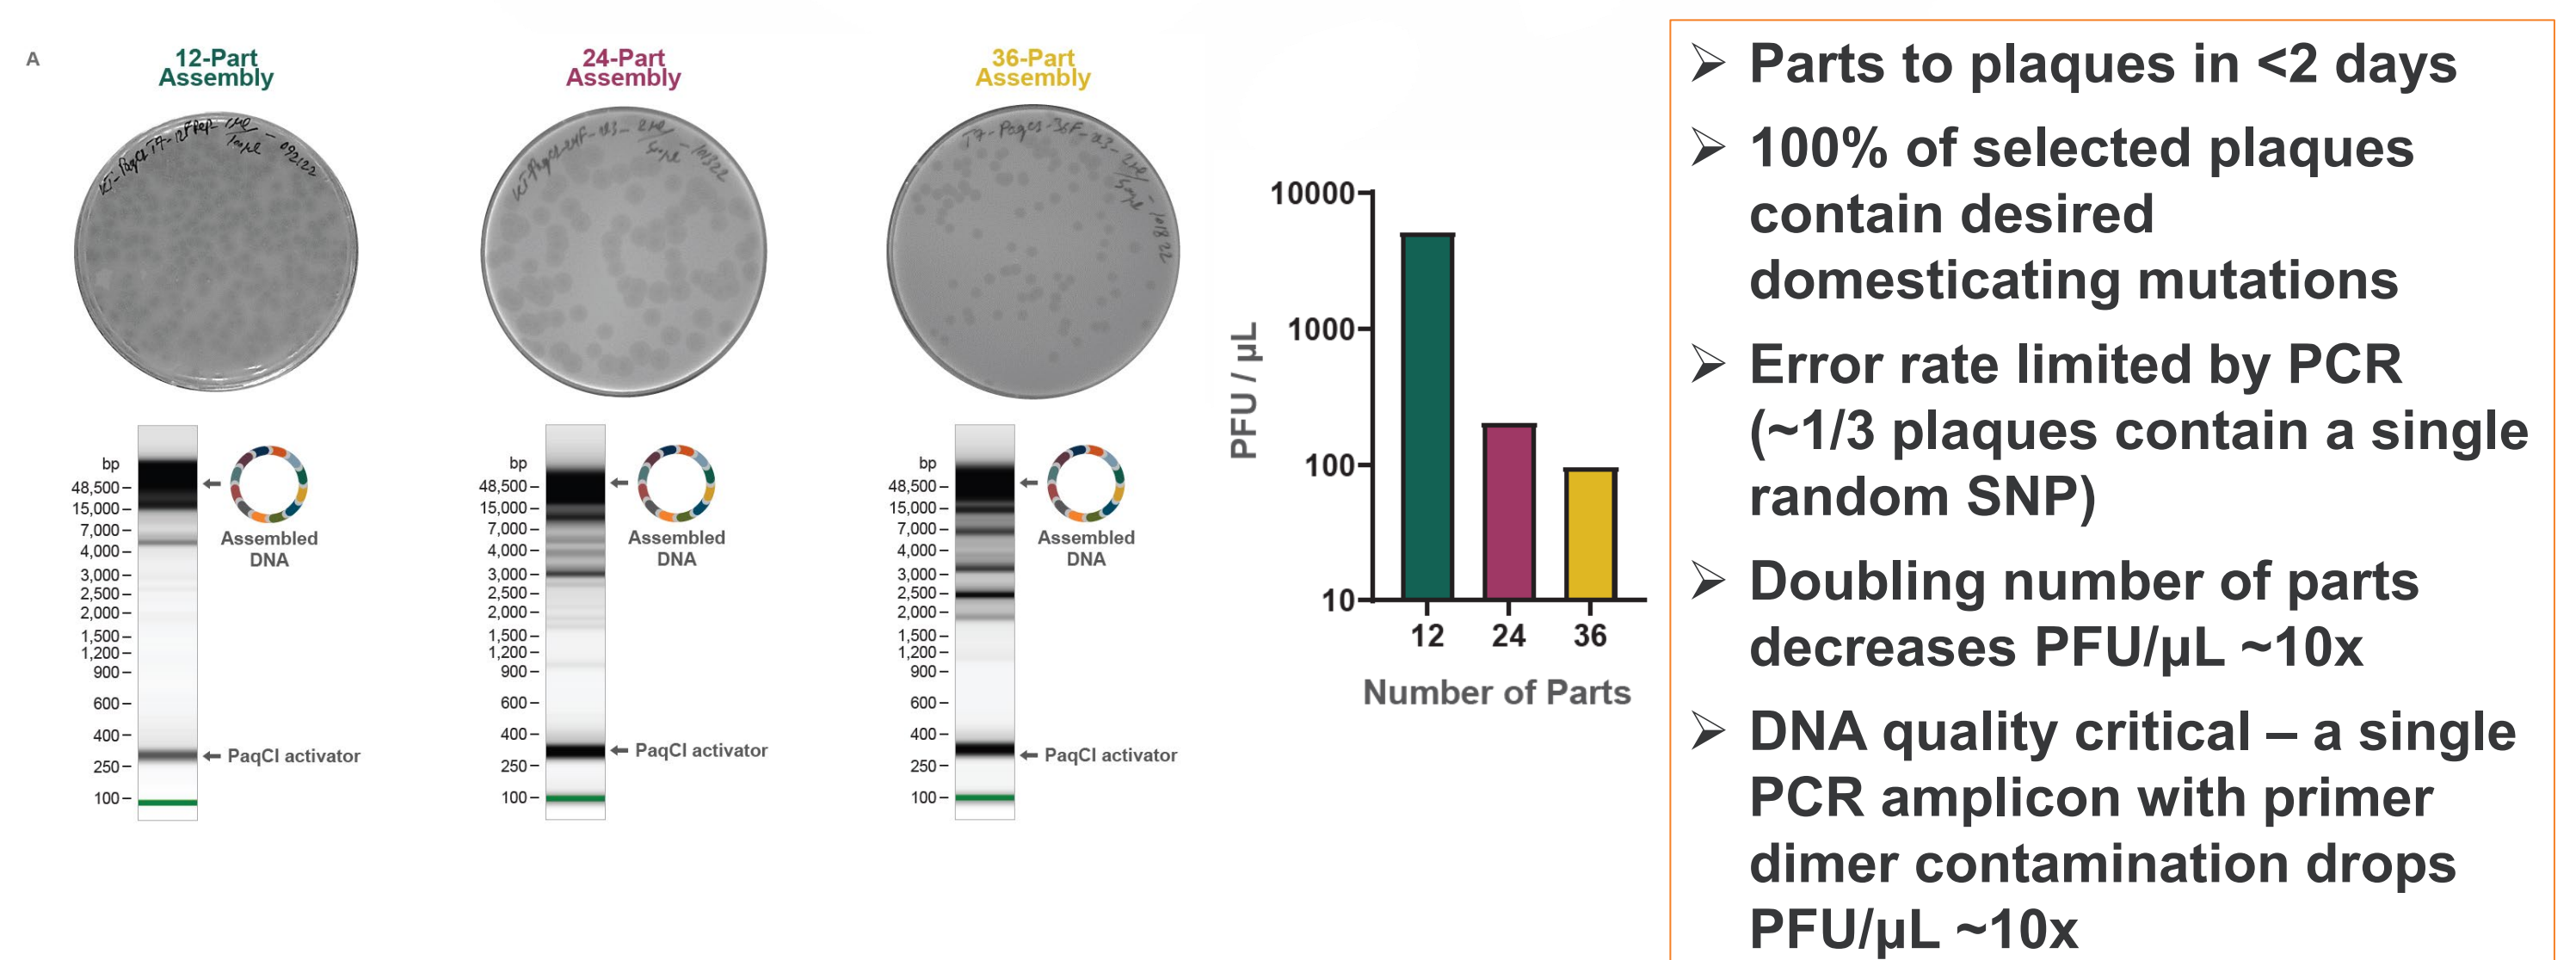 A
12-Part
Assembly
24-Part
Assembly
36-Part
Assembly
bp
48,500
15,000
7,000
4,000
3,000
2,500
2,000
1,500
1,200
900
600
400
250
100
Assembled
DNA
PaqCI activator
bp
48,500
15,000
7,000
4,000
3,000
2,500
2,000
1,500
1,200
900
600
400
250
100
Assembled
DNA
PaqCI activator
bp
48,500
15,000
7,000
4,000
3,000
2,500
2,000
1,500
1,200
900
600
400
250
100
Assembled
DNA
PaqCI activator
PFU / µL
10000
1000
100
10
12 24 36
Number of Parts
➢ Parts to plaques in <2 days
➢ 100% of selected plaques
contain desired
domesticating mutations
➢ Error rate limited by PCR
(~1/3 plaques contain a single
random SNP)
➢ Doubling number of parts
decreases PFU/µL ~10x
➢ DNA quality critical – a single
PCR amplicon with primer
dimer contamination drops
PFU/µL ~10x